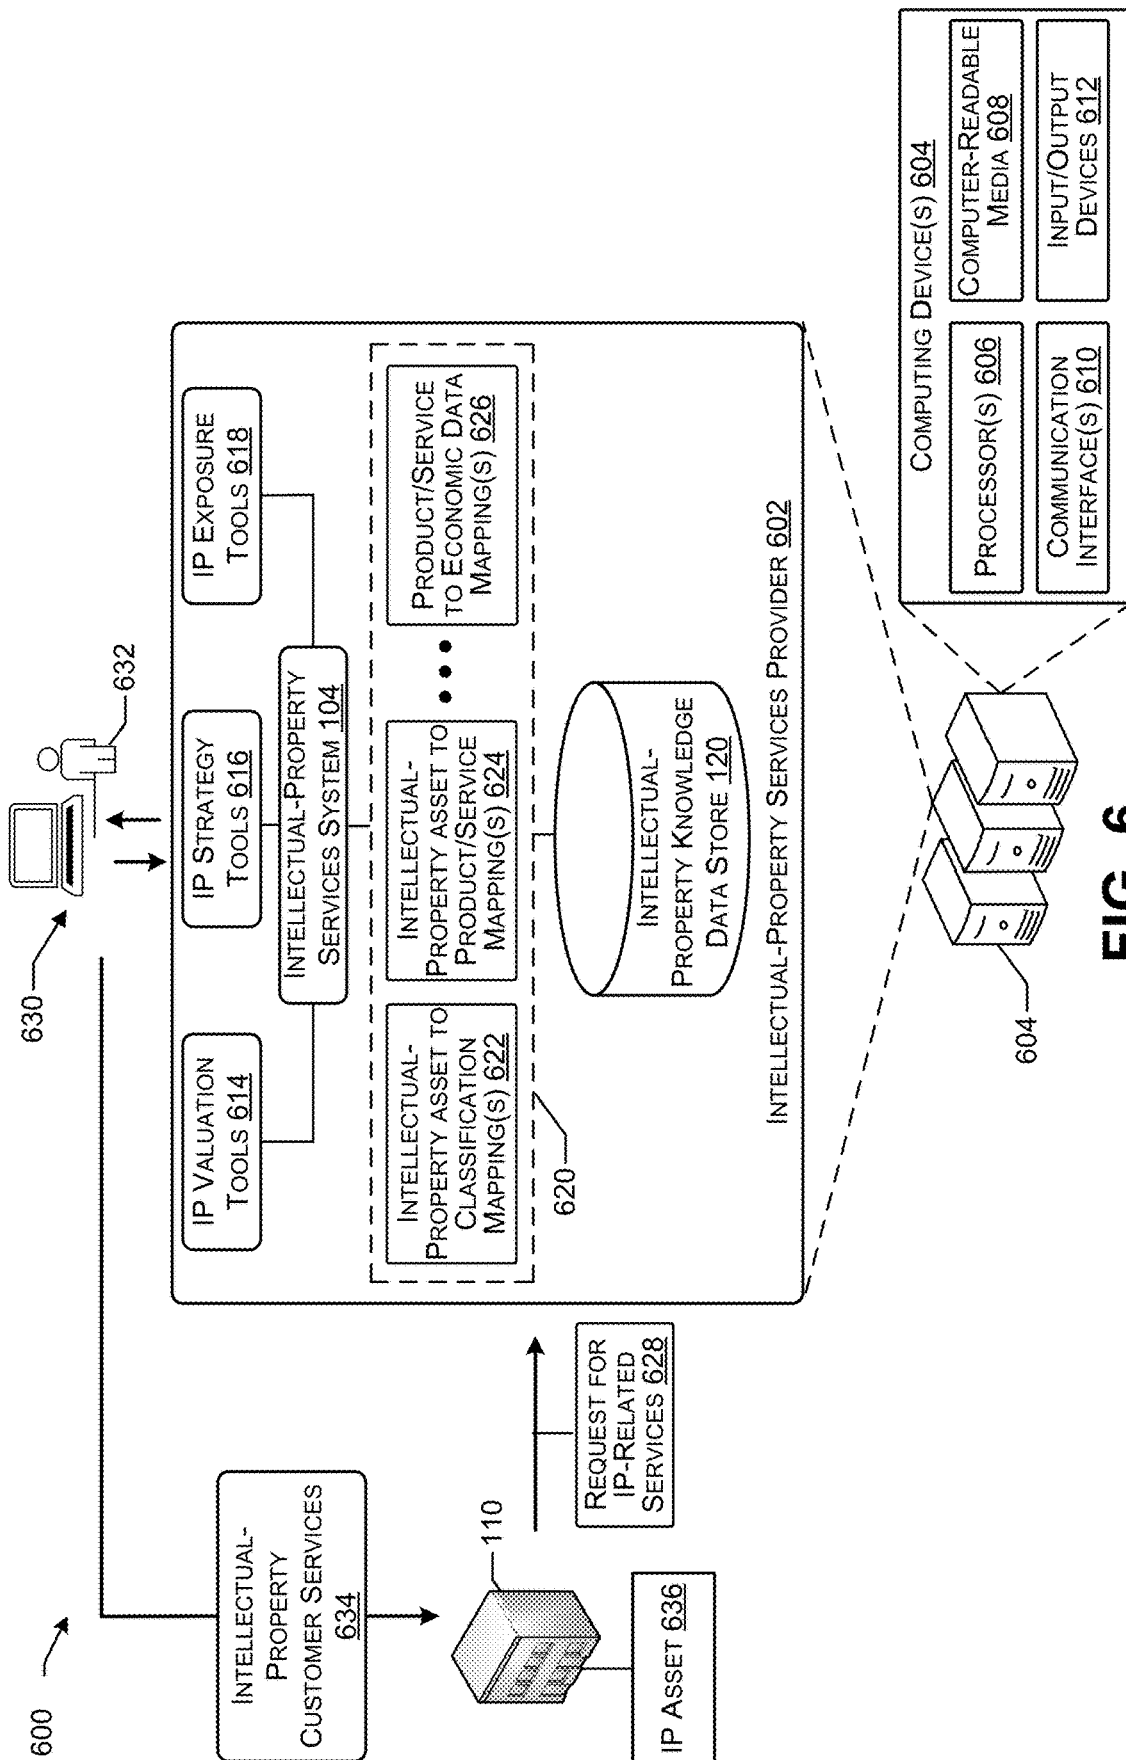 600
630
632
INTELLECTUAL-
PROPERTY
CUSTOMER SERVICES
634
110
IP ASSET 636
REQUEST FOR
IP-RELATED
SERVICES 628
IP VALUATION
TOOLS 614
IP STRATEGY
TOOLS 616
IP EXPOSURE
TOOLS 618
INTELLECTUAL-PROPERTY
SERVICES SYSTEM 104
INTELLECTUAL-
PROPERTY ASSET TO
CLASSIFICATION
MAPPING(S) 622
INTELLECTUAL-
PROPERTY ASSET TO
PRODUCT/SERVICE
MAPPING(S) 624
PRODUCT/SERVICE
TO ECONOMIC DATA
MAPPING(S) 626
620
INTELLECTUAL-
PROPERTY KNOWLEDGE
DATA STORE 120
INTELLECTUAL-PROPERTY SERVICES PROVIDER 602
604
COMPUTING DEVICE(S) 604
PROCESSOR(S) 606
COMPUTER-READABLE
MEDIA 608
COMMUNICATION
INTERFACE(S) 610
INPUT/OUTPUT
DEVICES 612
FIG. 6